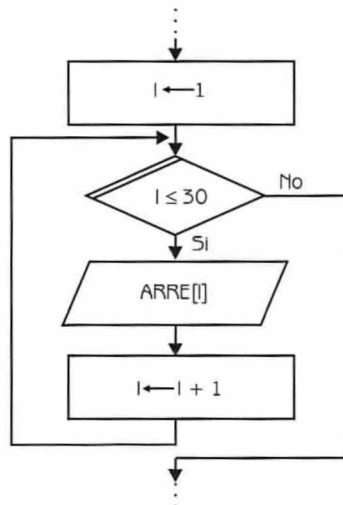 I ← 1
I ≤ 30
No
Si
ARRE[I]
I ← I + 1